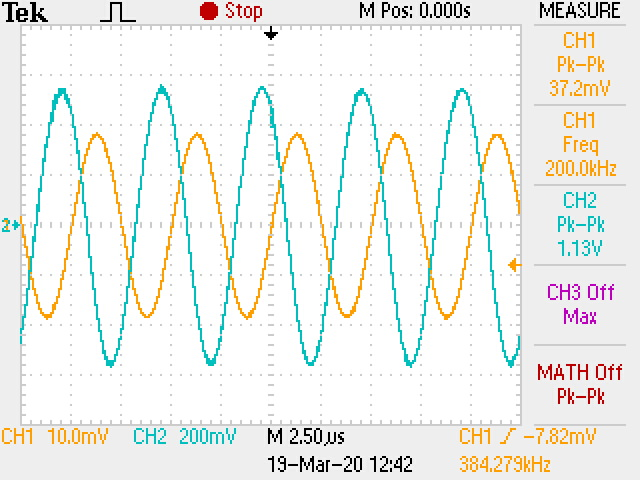 Tek Stop M Pos: 0.000s MEASURE
CH1
Pk-Pk
37.2mV
CH1
Freq
200.0kHz
CH2
Pk-Pk
1.13V
CH3 Off
Max
MATH Off
Pk-Pk
2
CH1 10.0mV CH2 200mV M 2.50µs CH1 -7.82mV
19-Mar-20 12:42 384.279kHz